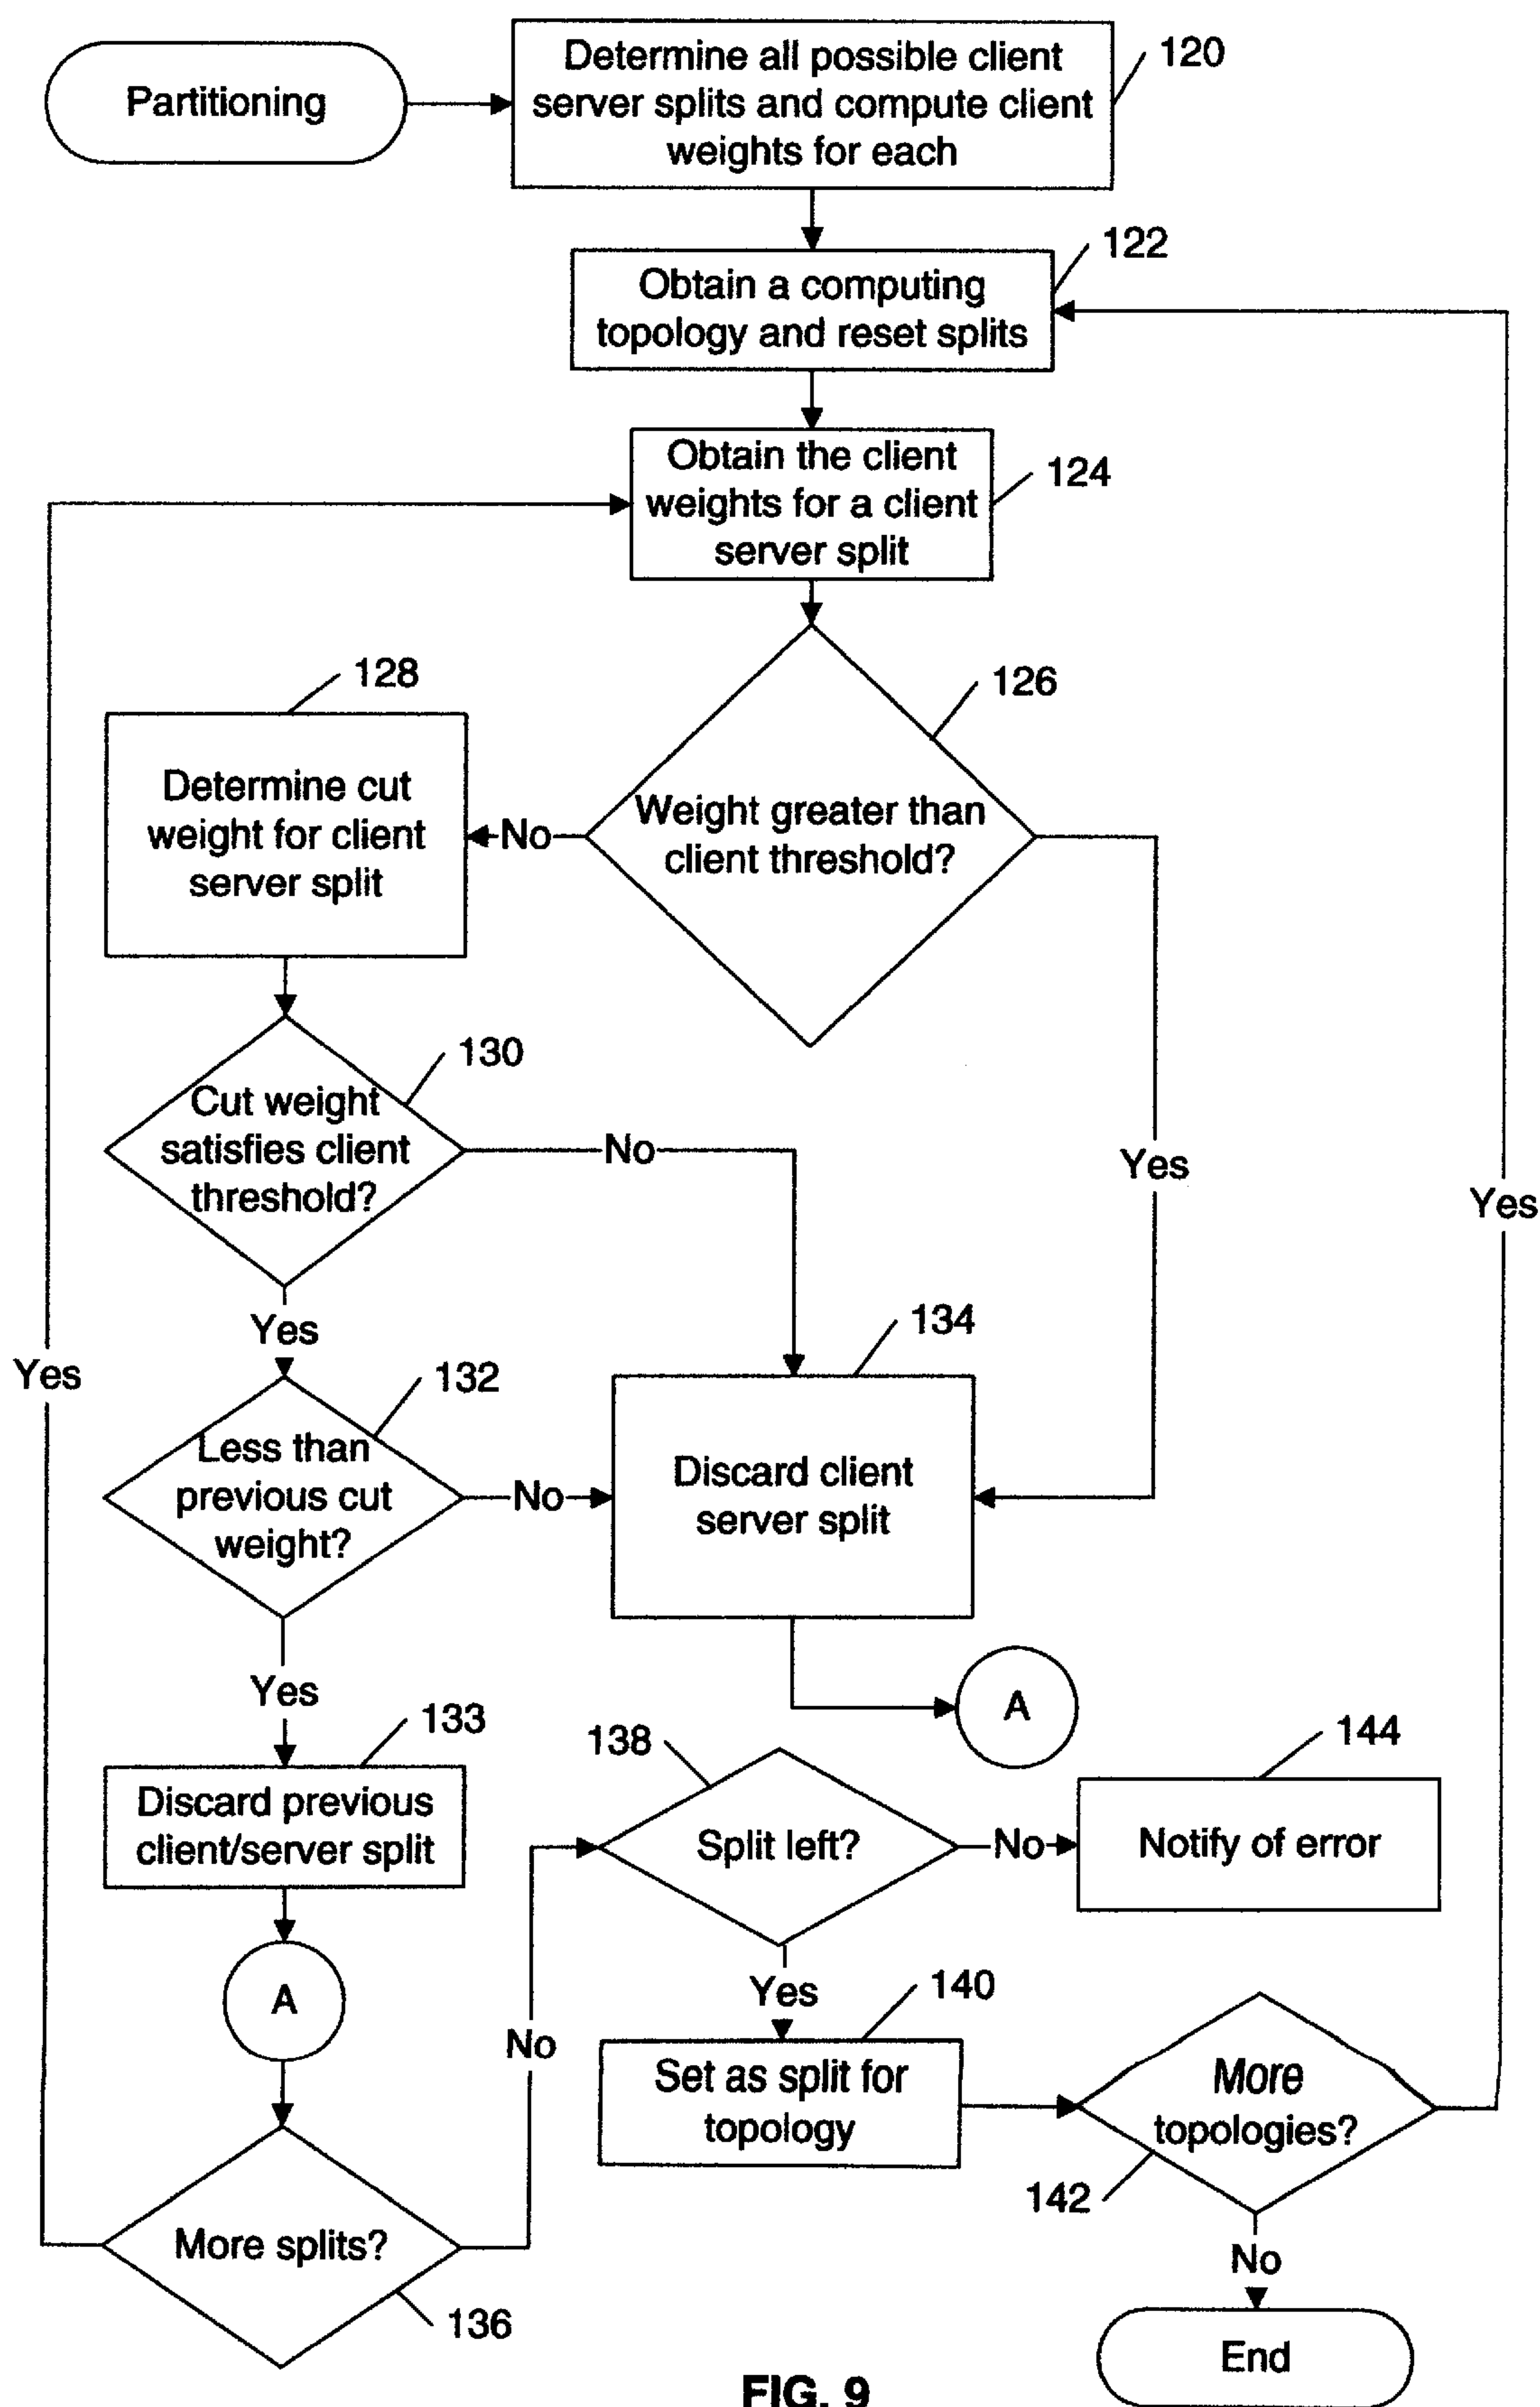 Partitioning
Determine all possible client
server splits and compute client
weights for each
120
122
Obtain a computing
topology and reset splits
Obtain the client
weights for a client
server split
124
128
126
Determine cut
weight for client
server split
No
Weight greater than
client threshold?
130
Cut weight
satisfies client
threshold?
No
Yes
Yes
Yes
134
Yes
132
Less than
previous cut
weight?
No
Discard client
server split
Yes
A
133
138
144
Discard previous
client/server split
Split left?
No
Notify of error
A
Yes
140
No
Set as split for
topology
More
topologies?
142
More splits?
No
136
End
FIG. 9